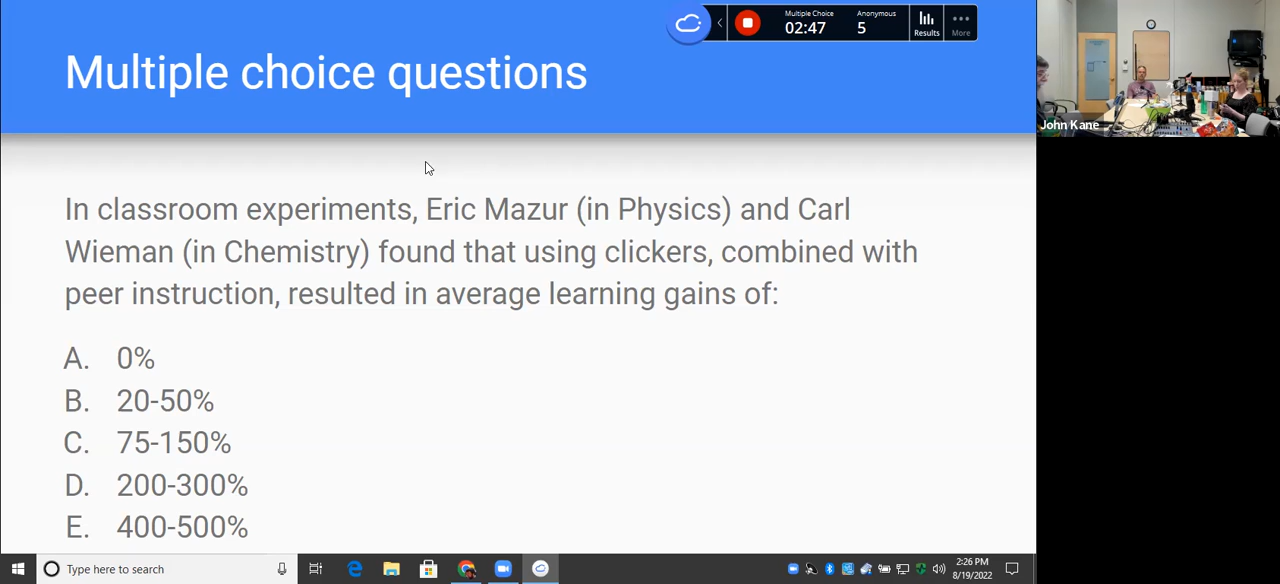 Multiple choice questions
Multiple Choice
02:47
Anonymous
5
Results
More
John Kane
In classroom experiments, Eric Mazur (in Physics) and Carl
Wieman (in Chemistry) found that using clickers, combined with
peer instruction, resulted in average learning gains of:
A. 0%
B. 20-50%
C. 75-150%
D. 200-300%
E. 400-500%
Type here to search
2:26 PM
8/19/2022